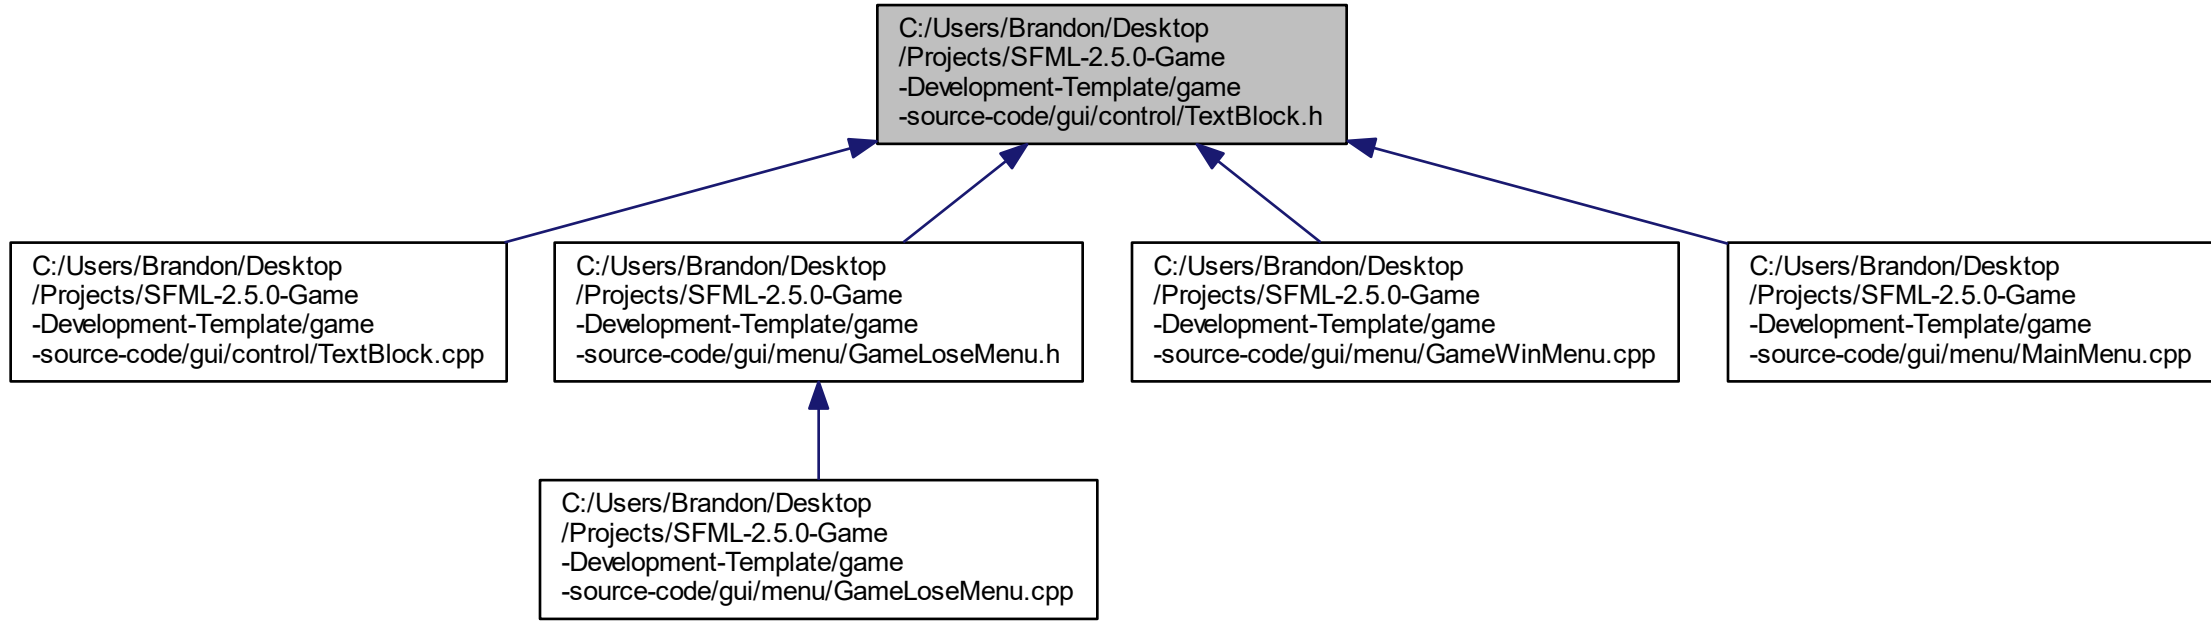 C:/Users/Brandon/Desktop
/Projects/SFML-2.5.0-Game
-Development-Template/game
-source-code/gui/control/TextBlock.h
C:/Users/Brandon/Desktop
/Projects/SFML-2.5.0-Game
-Development-Template/game
-source-code/gui/control/TextBlock.cpp
C:/Users/Brandon/Desktop
/Projects/SFML-2.5.0-Game
-Development-Template/game
-source-code/gui/menu/GameLoseMenu.h
C:/Users/Brandon/Desktop
/Projects/SFML-2.5.0-Game
-Development-Template/game
-source-code/gui/menu/GameWinMenu.cpp
C:/Users/Brandon/Desktop
/Projects/SFML-2.5.0-Game
-Development-Template/game
-source-code/gui/menu/MainMenu.cpp
C:/Users/Brandon/Desktop
/Projects/SFML-2.5.0-Game
-Development-Template/game
-source-code/gui/menu/GameLoseMenu.cpp